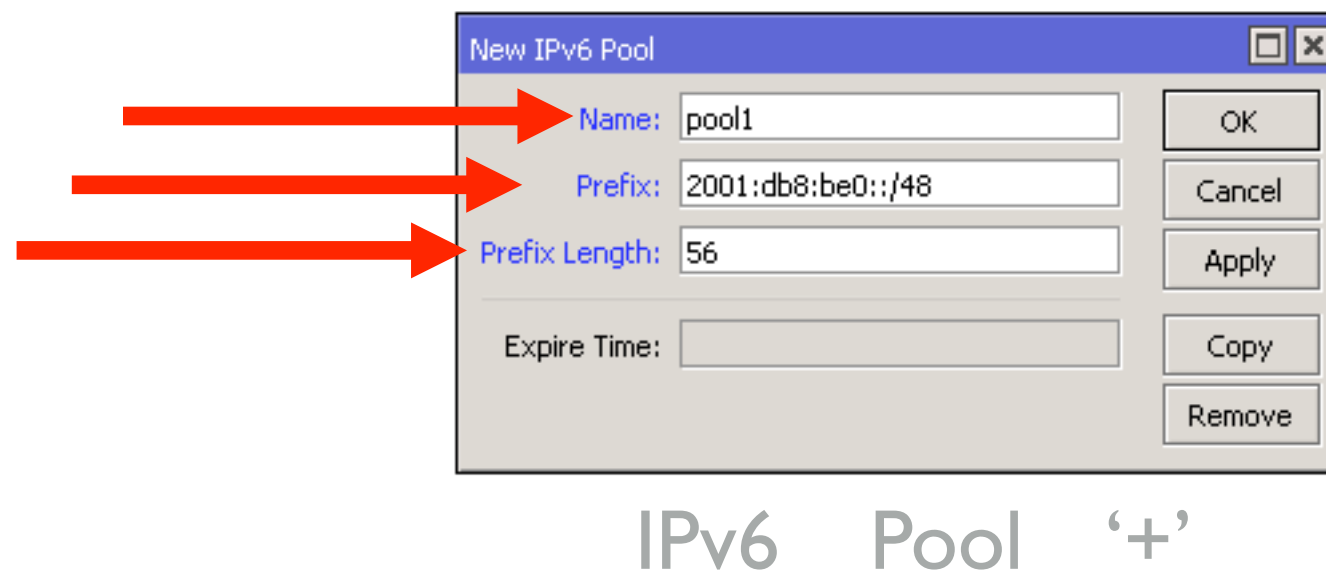 New IPv6 Pool
Name: pool1 OK
Prefix: 2001:db8:be0::/48 Cancel
Prefix Length: 56 Apply
Expire Time: Copy
Remove
IPv6 Pool ‘+’